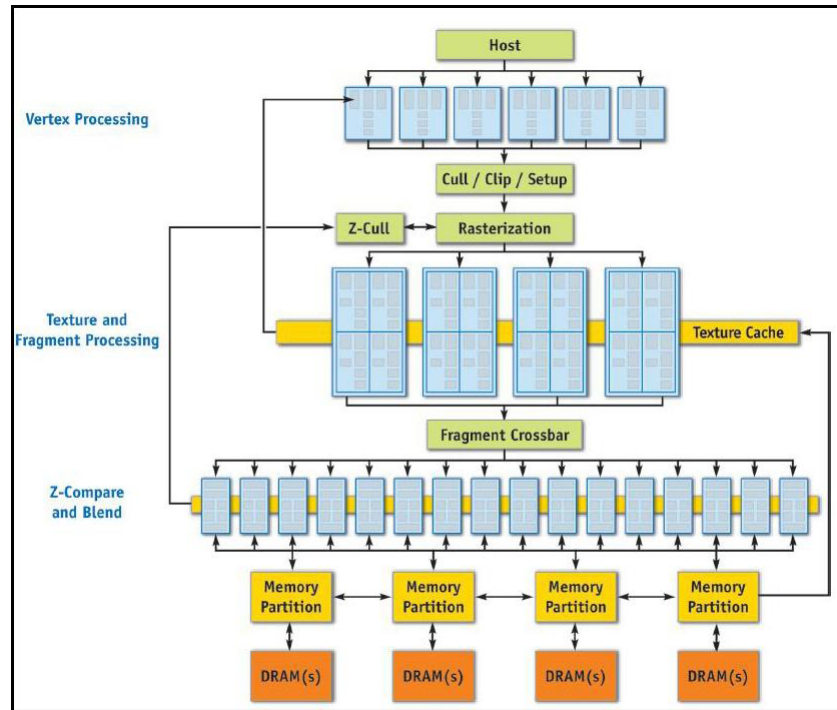 Host
Vertex Processing
Cull / Clip / Setup
Z-Cull
Rasterization
Texture and
Fragment Processing
Texture Cache
Fragment Crossbar
Z-Compare
and Blend
Memory
Partition
Memory
Partition
Memory
Partition
Memory
Partition
DRAM(s)
DRAM(s)
DRAM(s)
DRAM(s)